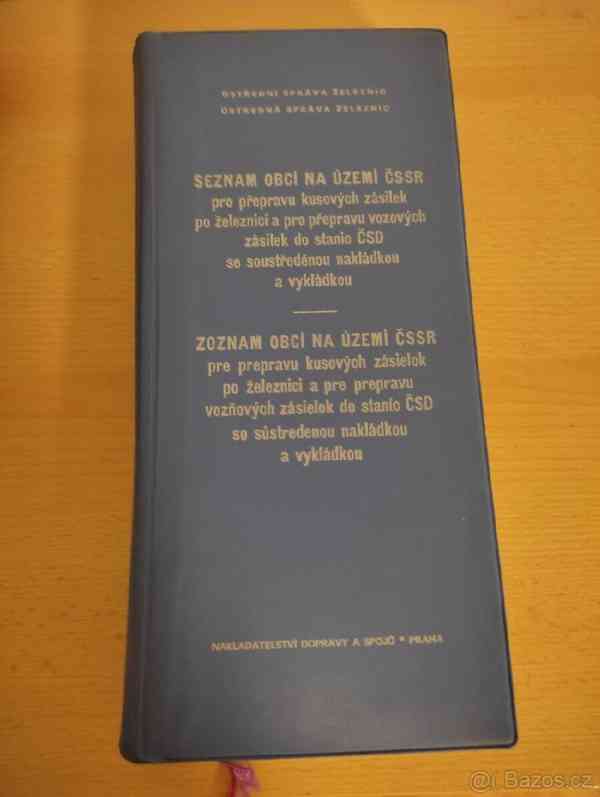 ÚSTŘEDNÍ SPRÁVA ŽELEZNIC
ÚSTREDNÁ SPRÁVA ŽELEZNÍC
SEZNAM OBCÍ NA ÚZEMÍ ČSSR
pro přepravu kusových zásilek
po železnici a pro přepravu vozových
zásilek do stanic ČSD
se soustředěnou nakládkou
a vykládkou
ZOZNAM OBCÍ NA ÚZEMÍ ČSSR
pre prepravu kusových zásielok
po železnici a pre prepravu
vozňových zásielok do staníc ČSD
so sústredenou nakládkou
a vykládkou
NAKLADATELSTVÍ DOPRAVY A SPOJŮ * PRAHA
Bazos.cz